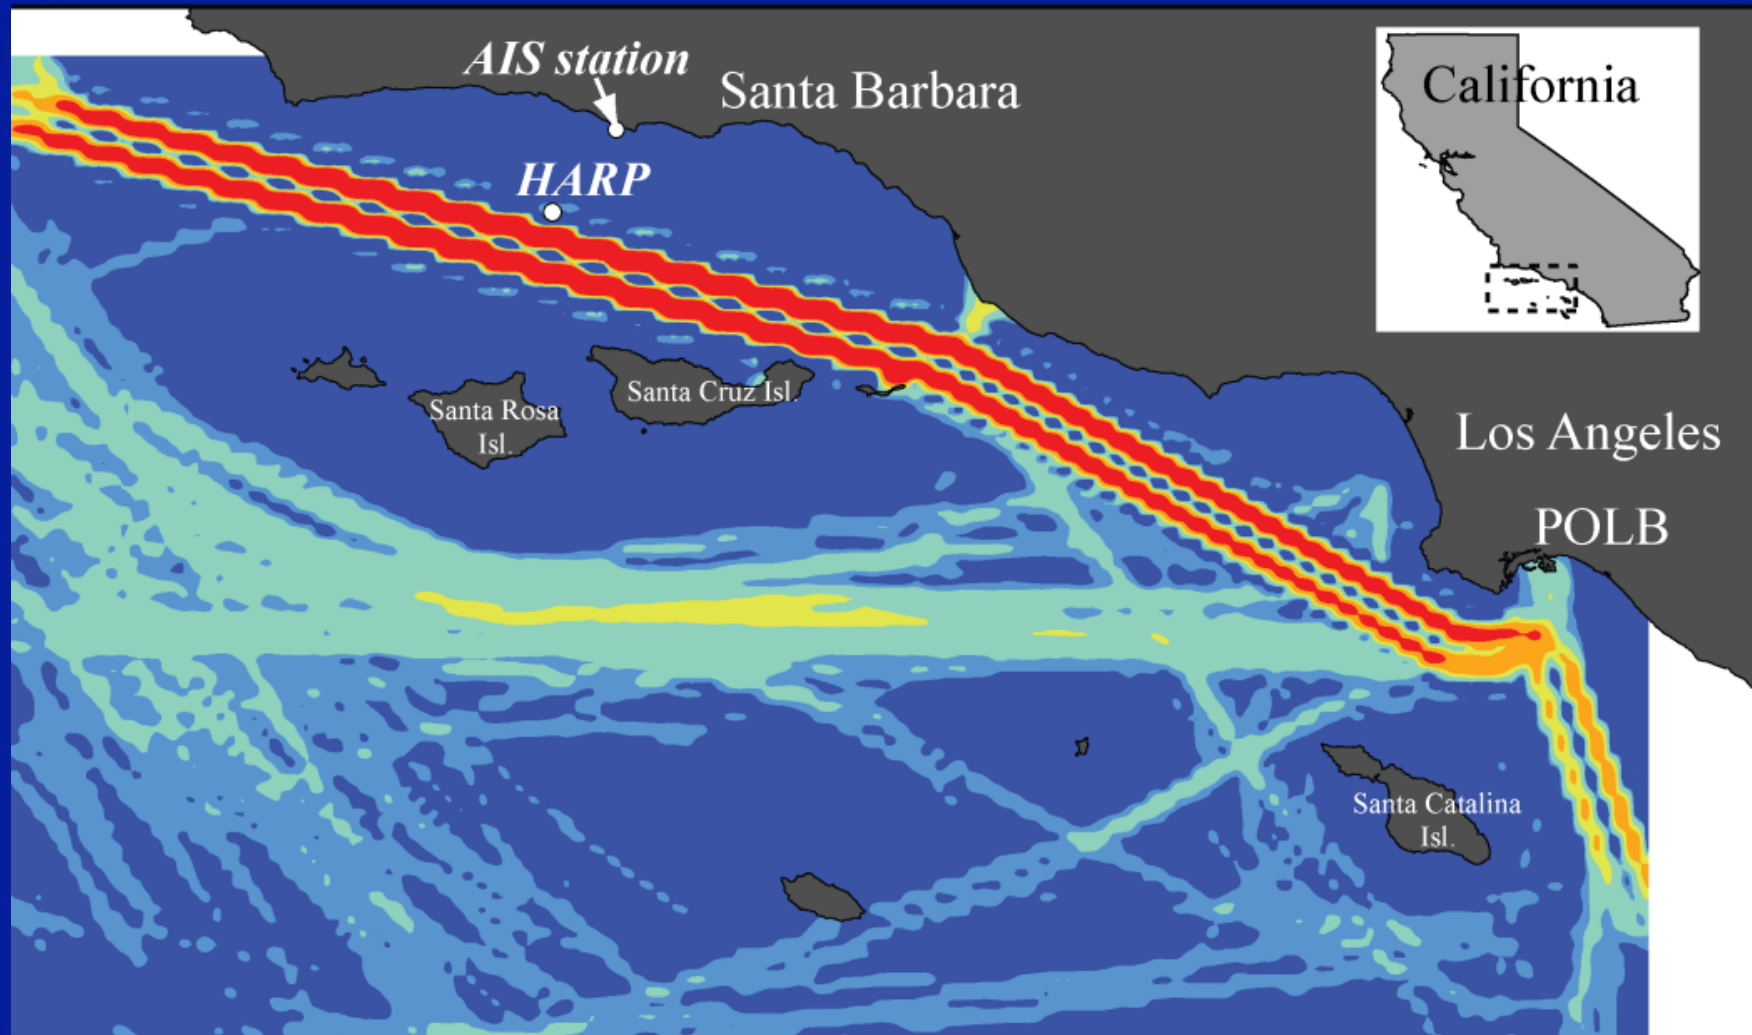 AIS station
Santa Barbara
California
HARP
Santa Cruz Isl.
Santa Rosa
Isl.
Los Angeles
POLB
Santa Catalina
Isl.